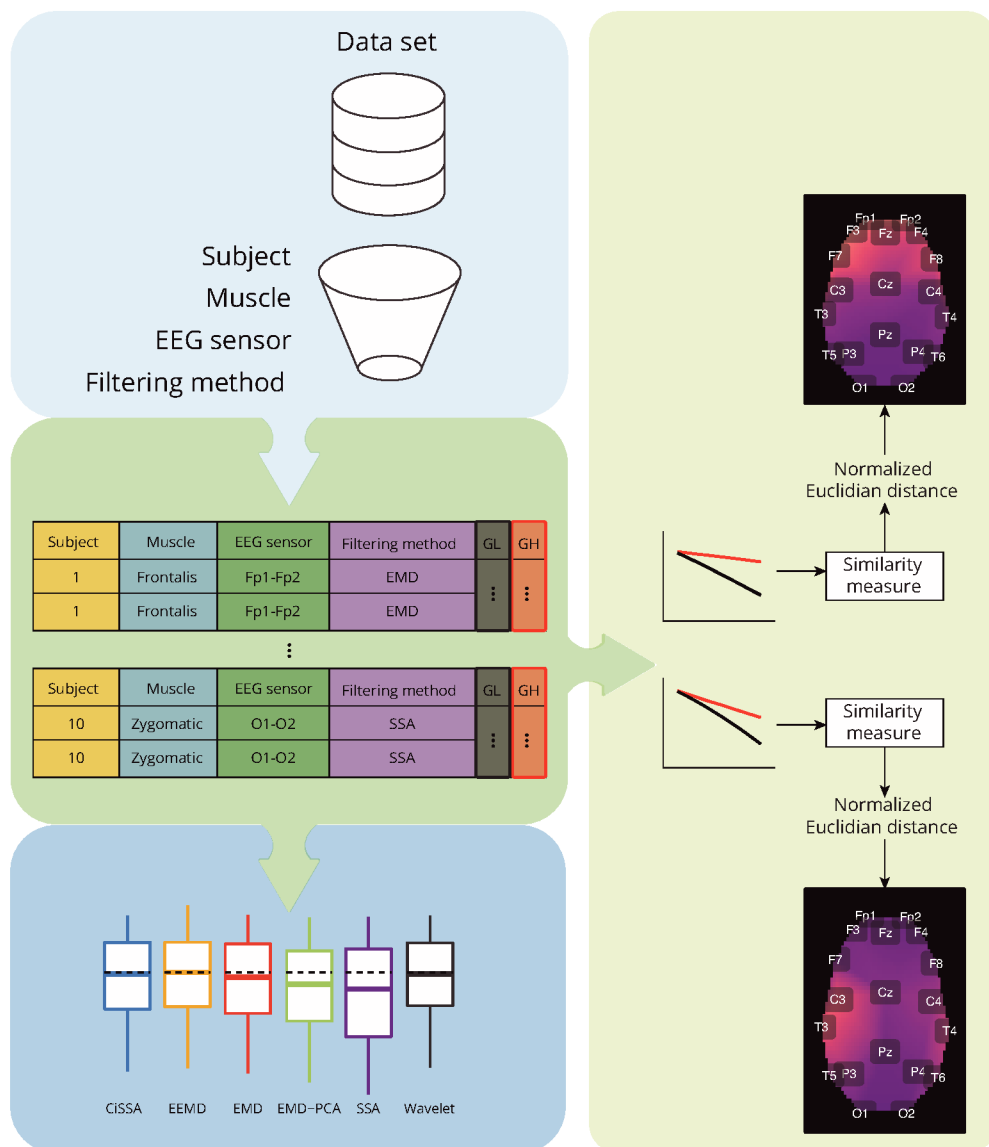 Data set
Subject
Muscle
EEG sensor
Filtering method
Subject Muscle EEG sensor Filtering method GL GH
1 Frontalis Fp1-Fp2 EMD
1 Frontalis Fp1-Fp2 EMD
Subject Muscle EEG sensor Filtering method GL GH
10 Zygomatic O1-O2 SSA
10 Zygomatic O1-O2 SSA
CiSSA EEMD EMD EMD–PCA SSA Wavelet
Fp1 Fp2
F3 Fz F4
F7 F8
C3 Cz C4
T3 T4
Pz
T5 P3 P4 T6
O1 O2
Normalized
Euclidian distance
Similarity
measure
Similarity
measure
Normalized
Euclidian distance
Fp1 Fp2
F3 Fz F4
F7 F8
C3 Cz C4
T3 T4
Pz
T5 P3 P4 T6
O1 O2